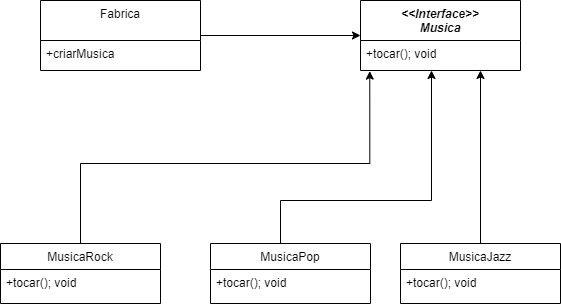 Fabrica
+criarMusica
<<Interface>>
Musica
+tocar(); void
MusicaRock
+tocar(); void
MusicaPop
+tocar(); void
MusicaJazz
+tocar(); void